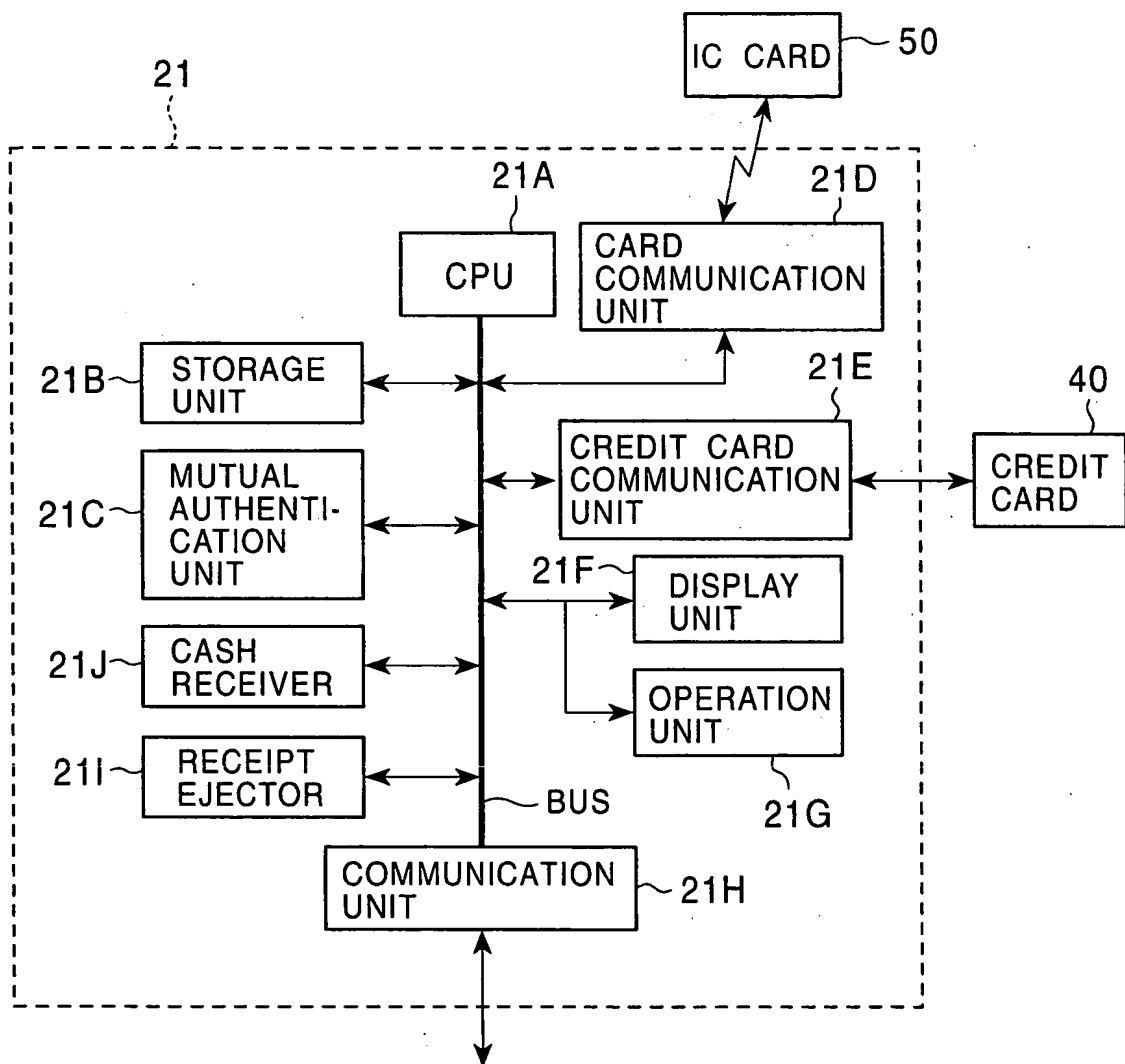 IC CARD
50
21
21A
21D
CPU
CARD
COMMUNICATION
UNIT
21B
STORAGE
UNIT
21E
40
21C
MUTUAL
AUTHENTI-
CATION
UNIT
CREDIT CARD
COMMUNICATION
UNIT
CREDIT
CARD
21F
DISPLAY
UNIT
21J
CASH
RECEIVER
OPERATION
UNIT
21I
RECEIPT
EJECTOR
BUS
21G
COMMUNICATION
UNIT
21H